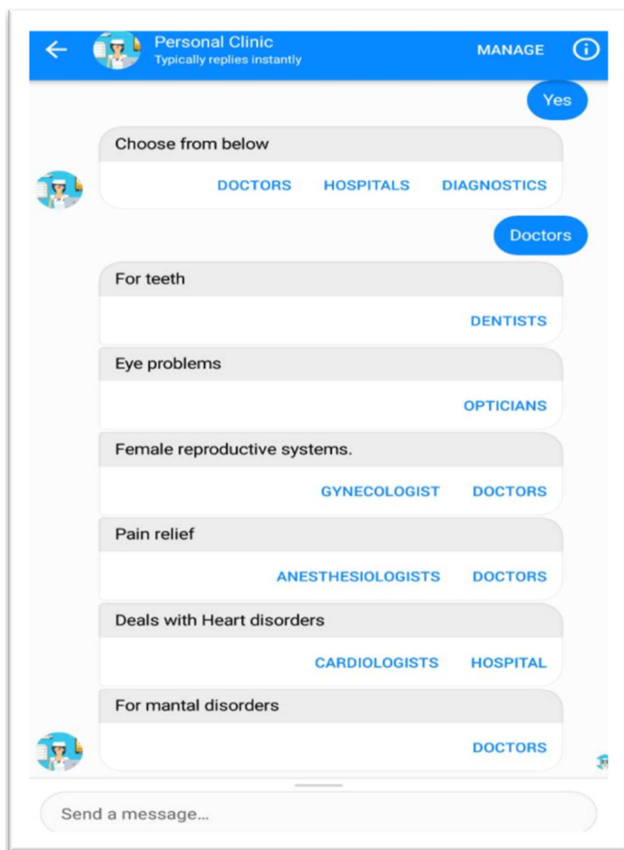 Personal Clinic
Typically replies instantly
MANAGE
Yes
Choose from below
DOCTORS HOSPITALS DIAGNOSTICS
Doctors
For teeth
DENTISTS
Eye problems
OPTICIANS
Female reproductive systems.
GYNECOLOGIST DOCTORS
Pain relief
ANESTHESIOLOGISTS DOCTORS
Deals with Heart disorders
CARDIOLOGISTS HOSPITAL
For mantal disorders
DOCTORS
Send a message...